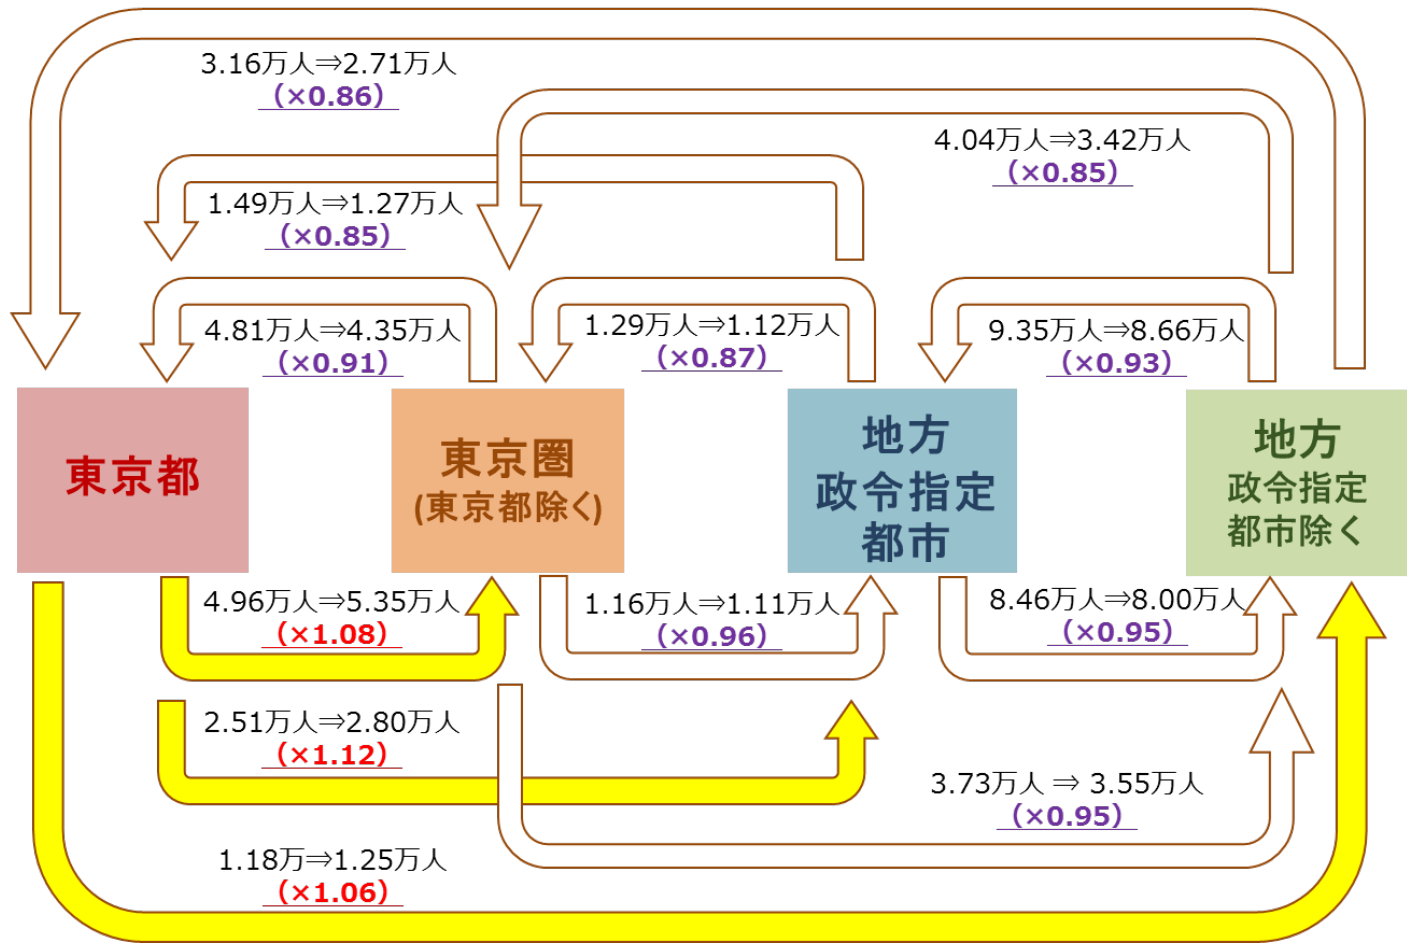 3.16万人⇒2.71万人
（×0.86）
4.04万人⇒3.42万人
（×0.85）
1.49万人⇒1.27万人
（×0.85）
4.81万人⇒4.35万人
（×0.91）
1.29万人⇒1.12万人
（×0.87）
9.35万人⇒8.66万人
（×0.93）
東京都
東京圏
(東京都除く)
地方
政令指定
都市
地方
政令指定
都市除く
4.96万人⇒5.35万人
（×1.08）
1.16万人⇒1.11万人
（×0.96）
8.46万人⇒8.00万人
（×0.95）
2.51万人⇒2.80万人
（×1.12）
3.73万人 ⇒ 3.55万人
（×0.95）
1.18万⇒1.25万人
（×1.06）